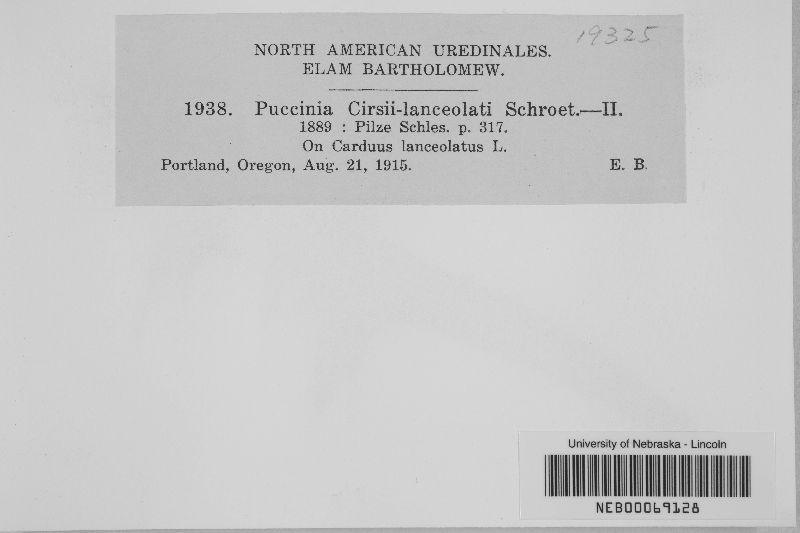 19325
NORTH AMERICAN UREDINALES.
ELAM BARTHOLOMEW.
1938. Puccinia Cirsii-lanceolati Schroet.—II.
1889 : Pilze Schles. p. 317.
On Carduus lanceolatus L.
Portland, Oregon, Aug. 21, 1915. E. B.
University of Nebraska - Lincoln
NEB00069128